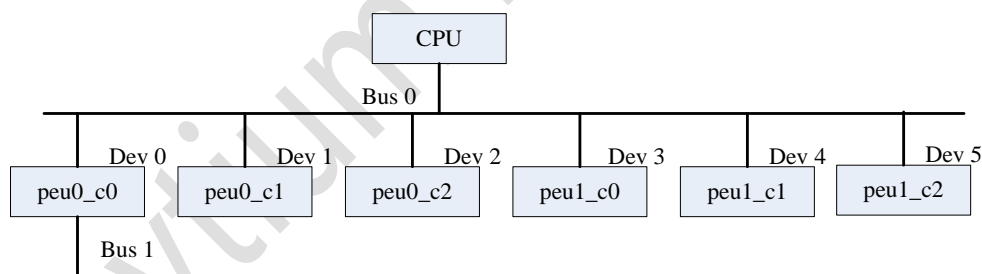 CPU
Bus 0
Dev 0 Dev 1 Dev 2 Dev 3 Dev 4 Dev 5
peu0_c0 peu0_c1 peu0_c2 peu1_c0 peu1_c1 peu1_c2
Bus 1